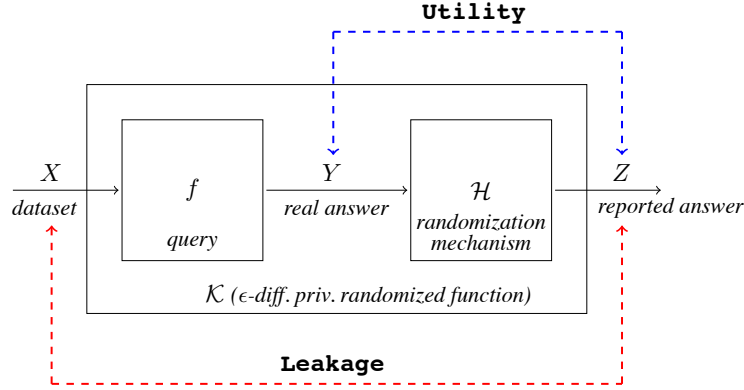 Utility
X
Y
Z
f
ℋ
dataset
real answer
reported answer
query
randomization
mechanism
𝒦 (ϵ-diff. priv. randomized function)
Leakage